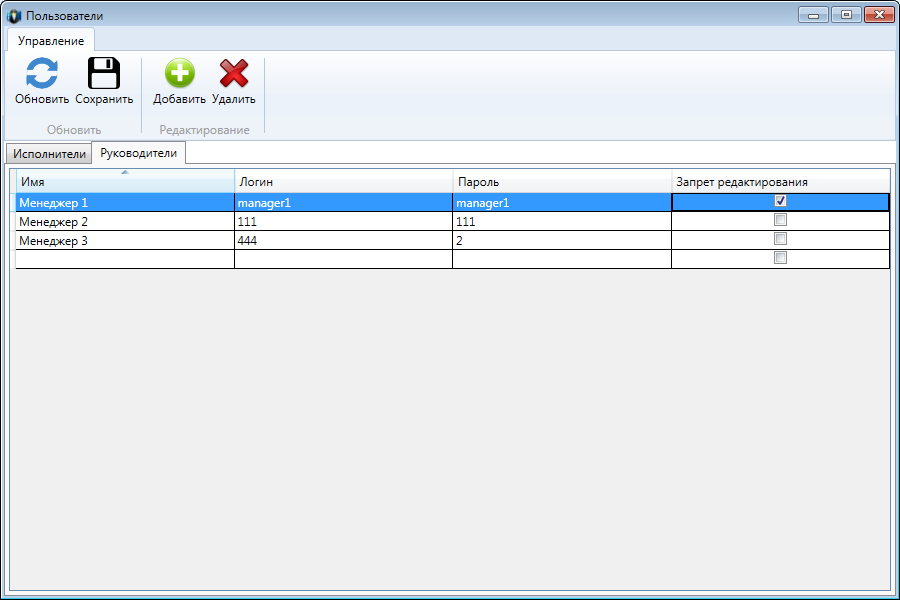 Пользователи
Управление
Обновить Сохранить Добавить Удалить
Обновить Редактирование
Исполнители Руководители
Имя Логин Пароль Запрет редактирования
Менеджер 1 manager1 manager1
Менеджер 2 111 111
Менеджер 3 444 2